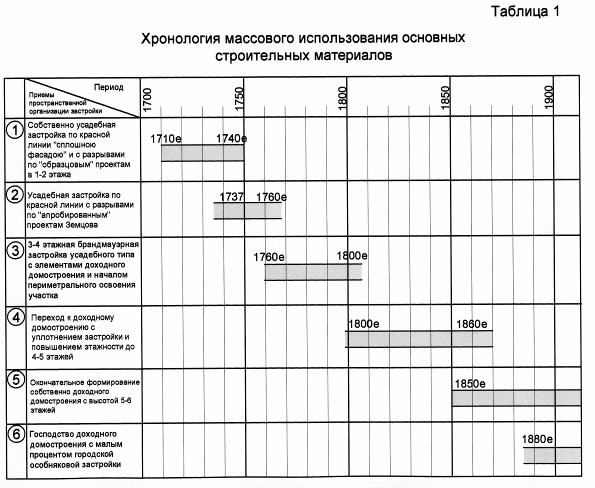 Таблица 1
Хронология массового использования основных
строительных материалов
Период
Приемы
пространственной
организации застройки
1700
1750
1800
1850
1900
1
Собственно усадебная
застройка по красной
линии "сплошною
фасадою" и с разрывами
по "образцовым" проектам
в 1-2 этажа
1710е
1740е
2
Усадебная застройка по
красной линии с разрывами
по "апробированным"
проектам Земцова
1737
1760е
3
3-4 этажная брандмауэрная
застройка усадебного типа
с элементами доходного
домостроения и началом
периметрального освоения
участка
1760е
1800е
4
Переход к доходному
домостроению с
уплотнением застройки и
повышением этажности до
4-5 этажей
1800е
1860е
5
Окончательное формирование
собственно доходного
домостроения с высотой 5-6
этажей
1850е
6
Господство доходного
домостроения с малым
процентом городской
особняковой застройки
1880е